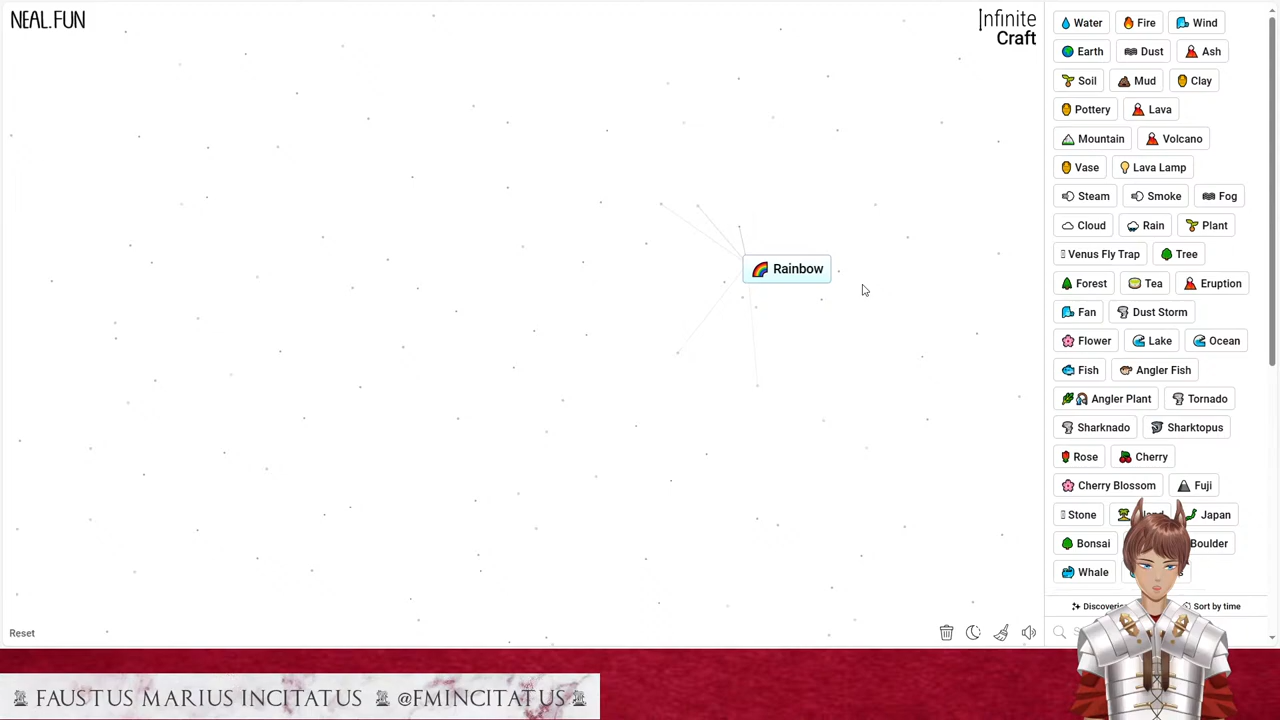 NEAL.FUN
Infinite
Craft
Rainbow
Water Fire Wind
Earth Dust Ash
Soil Mud Clay
Pottery Lava
Mountain Volcano
Vase Lava Lamp
Steam Smoke Fog
Cloud Rain Plant
Venus Fly Trap Tree
Forest Tea Eruption
Fan Dust Storm
Flower Lake Ocean
Fish Angler Fish
Angler Plant Tornado
Sharknado Sharktopus
Rose Cherry
Cherry Blossom Fuji
Stone Japan
Bonsai Boulder
Whale
Sort by time
Reset
FAUSTUS MARIUS INCITATUS @FMINCITATUS